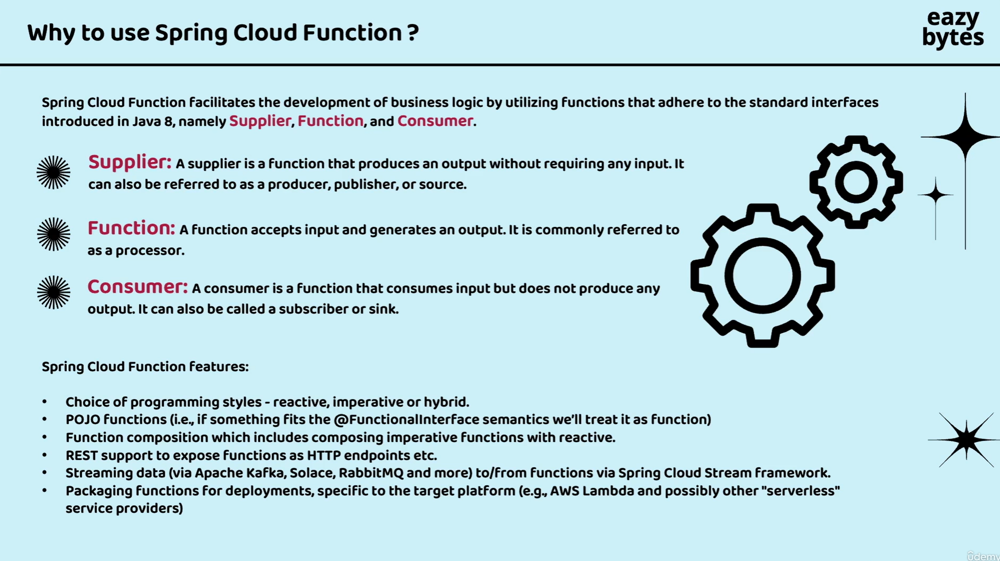 Why to use Spring Cloud Function ?
eazy
bytes
Spring Cloud Function facilitates the development of business logic by utilizing functions that adhere to the standard interfaces
introduced in Java 8, namely Supplier, Function, and Consumer.
Supplier: A supplier is a function that produces an output without requiring any input. It
can also be referred to as a producer, publisher, or source.
Function: A function accepts input and generates an output. It is commonly referred to
as a processor.
Consumer: A consumer is a function that consumes input but does not produce any
output. It can also be called a subscriber or sink.
Spring Cloud Function features:
• Choice of programming styles - reactive, imperative or hybrid.
• POJO functions (i.e., if something fits the @FunctionalInterface semantics we'll treat it as function)
• Function composition which includes composing imperative functions with reactive.
• REST support to expose functions as HTTP endpoints etc.
• Streaming data (via Apache Kafka, Solace, RabbitMQ and more) to/from functions via Spring Cloud Stream framework.
• Packaging functions for deployments, specific to the target platform (e.g., AWS Lambda and possibly other "serverless"
service providers)
ûdemy